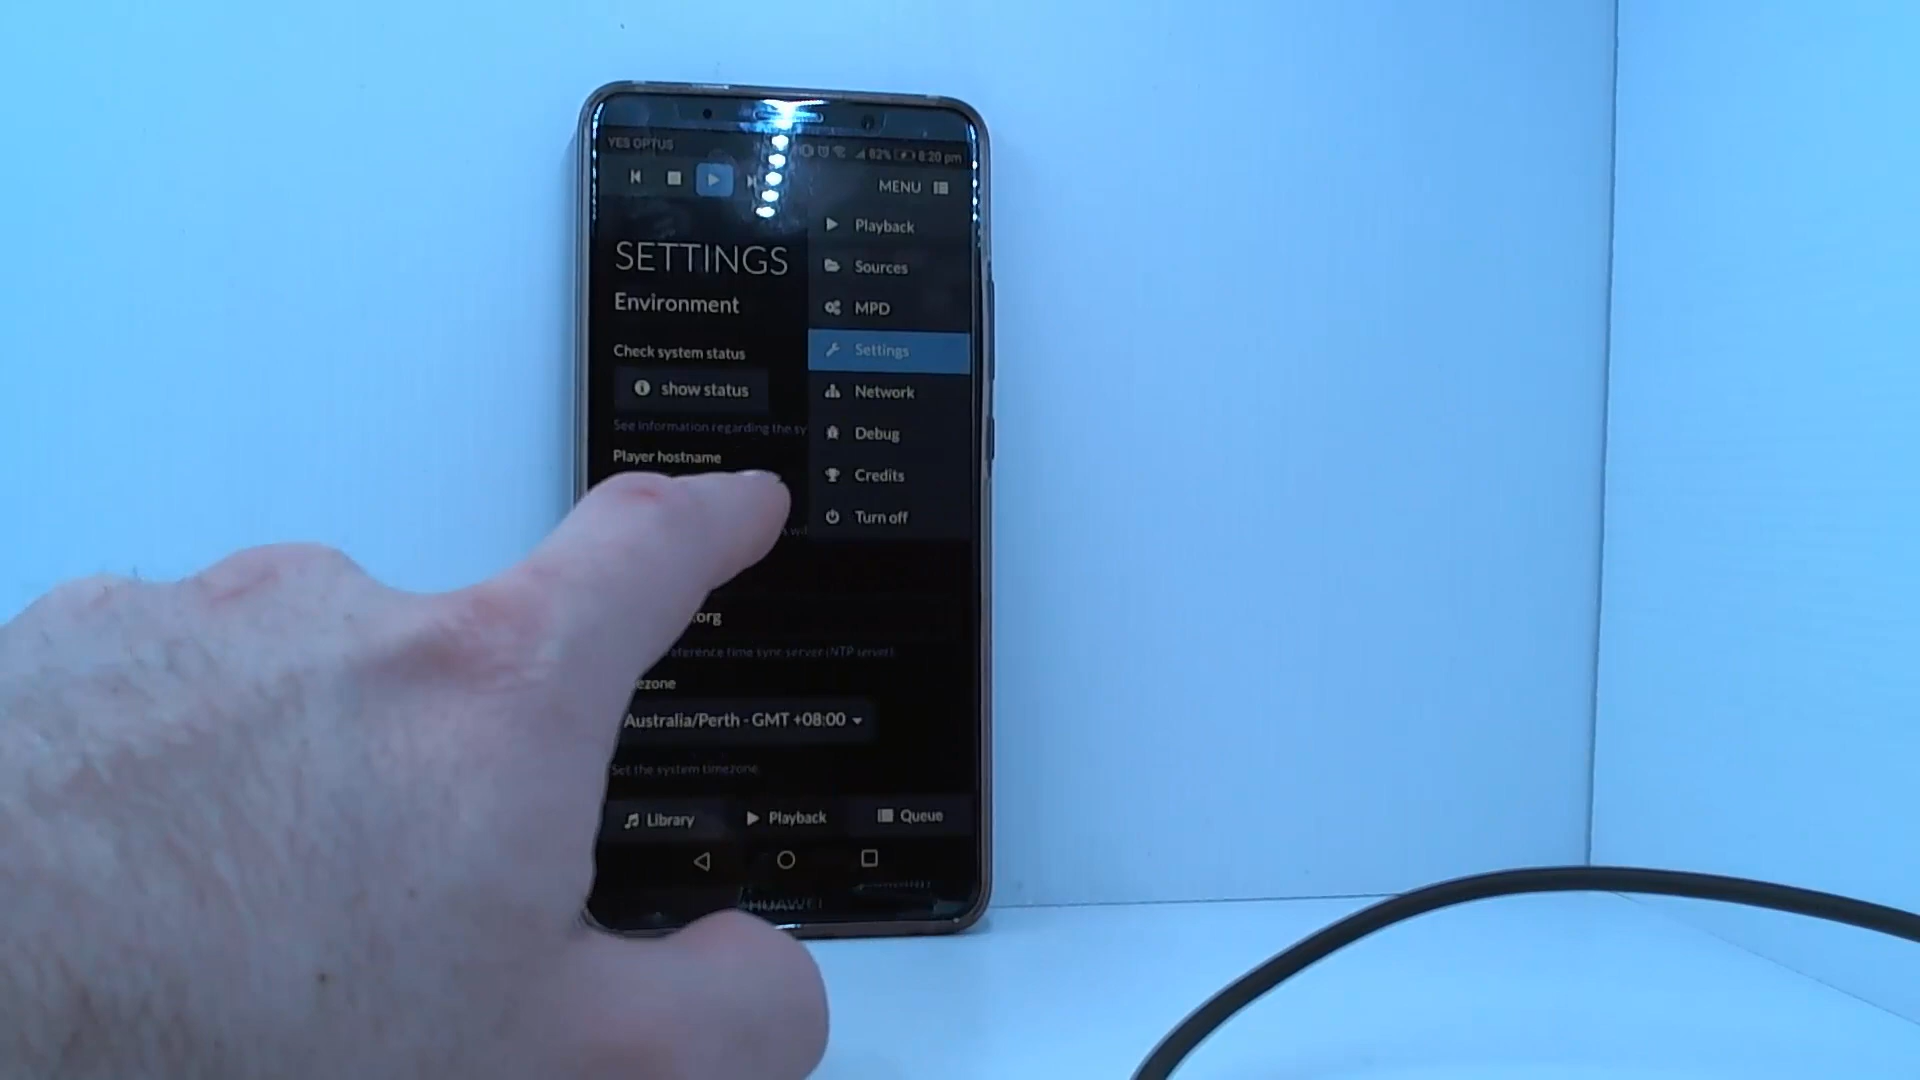 YES OPTUS
82% 8:20 pm
MENU
Playback
Sources
MPD
Settings
Network
Debug
Credits
Turn off
SETTINGS
Environment
Check system status
show status
See information regarding the sy
Player hostname
.org
eference time sync server (NTP server).
ezone
Australia/Perth - GMT +08:00
Set the system timezone.
Library
Playback
Queue
HUAWEI